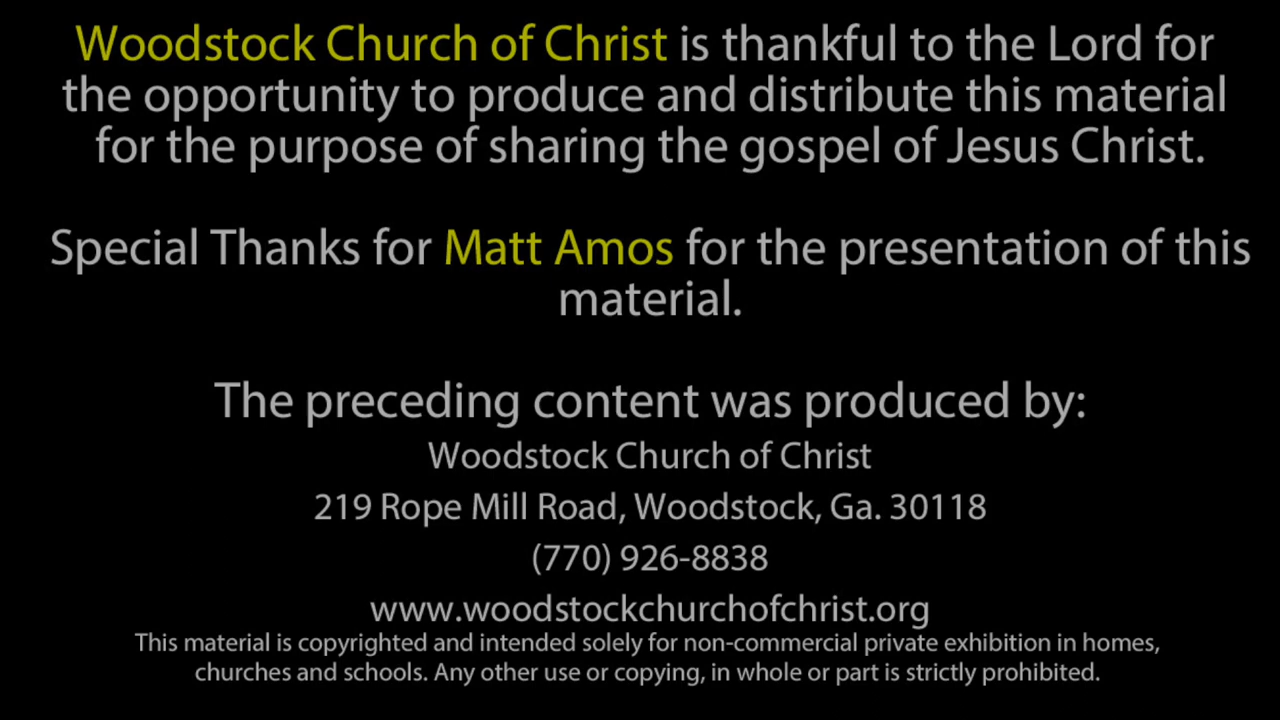 Woodstock Church of Christ is thankful to the Lord for
the opportunity to produce and distribute this material
for the purpose of sharing the gospel of Jesus Christ.
Special Thanks for Matt Amos for the presentation of this
material.
The preceding content was produced by:
Woodstock Church of Christ
219 Rope Mill Road, Woodstock, Ga. 30118
(770) 926-8838
www.woodstockchurchofchrist.org
This material is copyrighted and intended solely for non-commercial private exhibition in homes,
churches and schools. Any other use or copying, in whole or part is strictly prohibited.